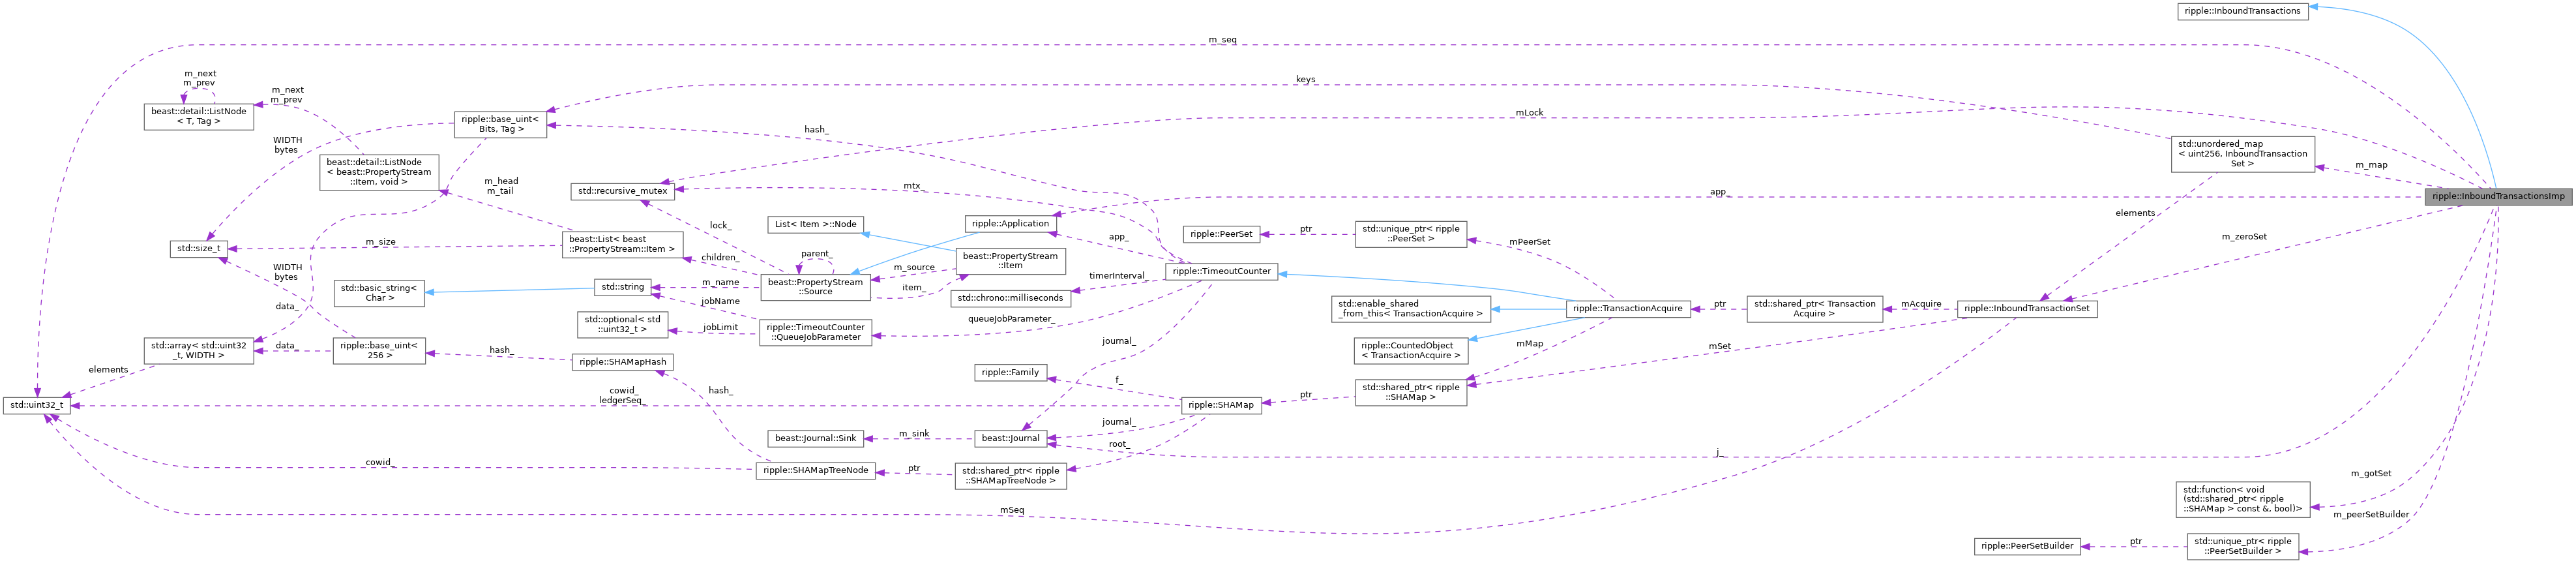 ripple::InboundTransactions
m_seq
m_next
m_prev
keys
m_next
m_prev
beast::detail::ListNode
< T, Tag >
ripple::base_uint<
Bits, Tag >
mLock
hash_
WIDTH
bytes
std::unordered_map
< uint256, InboundTransaction
Set >
m_map
beast::detail::ListNode
< beast::PropertyStream
::Item, void >
m_head
m_tail
std::recursive_mutex
mtx_
app_
ripple::InboundTransactionsImp
elements
lock_
List< Item >::Node
ripple::Application
ripple::PeerSet
ptr
std::unique_ptr< ripple
::PeerSet >
mPeerSet
m_zeroSet
std::size_t
m_size
beast::List< beast
::PropertyStream::Item >
app_
children_
parent_
beast::PropertyStream
::Item
m_source
item_
ripple::TimeoutCounter
WIDTH
bytes
timerInterval_
std::basic_string<
Char >
std::string
m_name
beast::PropertyStream
::Source
std::chrono::milliseconds
jobName
data_
std::enable_shared
_from_this< TransactionAcquire >
ripple::TransactionAcquire
ptr
std::shared_ptr< Transaction
Acquire >
mAcquire
ripple::InboundTransactionSet
std::optional< std
::uint32_t >
jobLimit
ripple::TimeoutCounter
::QueueJobParameter
queueJobParameter_
journal_
ripple::CountedObject
< TransactionAcquire >
mMap
mSet
std::array< std::uint32
_t, WIDTH >
data_
ripple::base_uint<
256 >
hash_
ripple::SHAMapHash
elements
ripple::Family
f_
std::shared_ptr< ripple
::SHAMap >
ptr
hash_
cowid_
ledgerSeq_
std::uint32_t
ripple::SHAMap
journal_
beast::Journal::Sink
m_sink
beast::Journal
root_
j_
cowid_
ripple::SHAMapTreeNode
ptr
std::shared_ptr< ripple
::SHAMapTreeNode >
m_gotSet
mSeq
std::function< void
(std::shared_ptr< ripple
::SHAMap > const &, bool)>
m_peerSetBuilder
ripple::PeerSetBuilder
ptr
std::unique_ptr< ripple
::PeerSetBuilder >